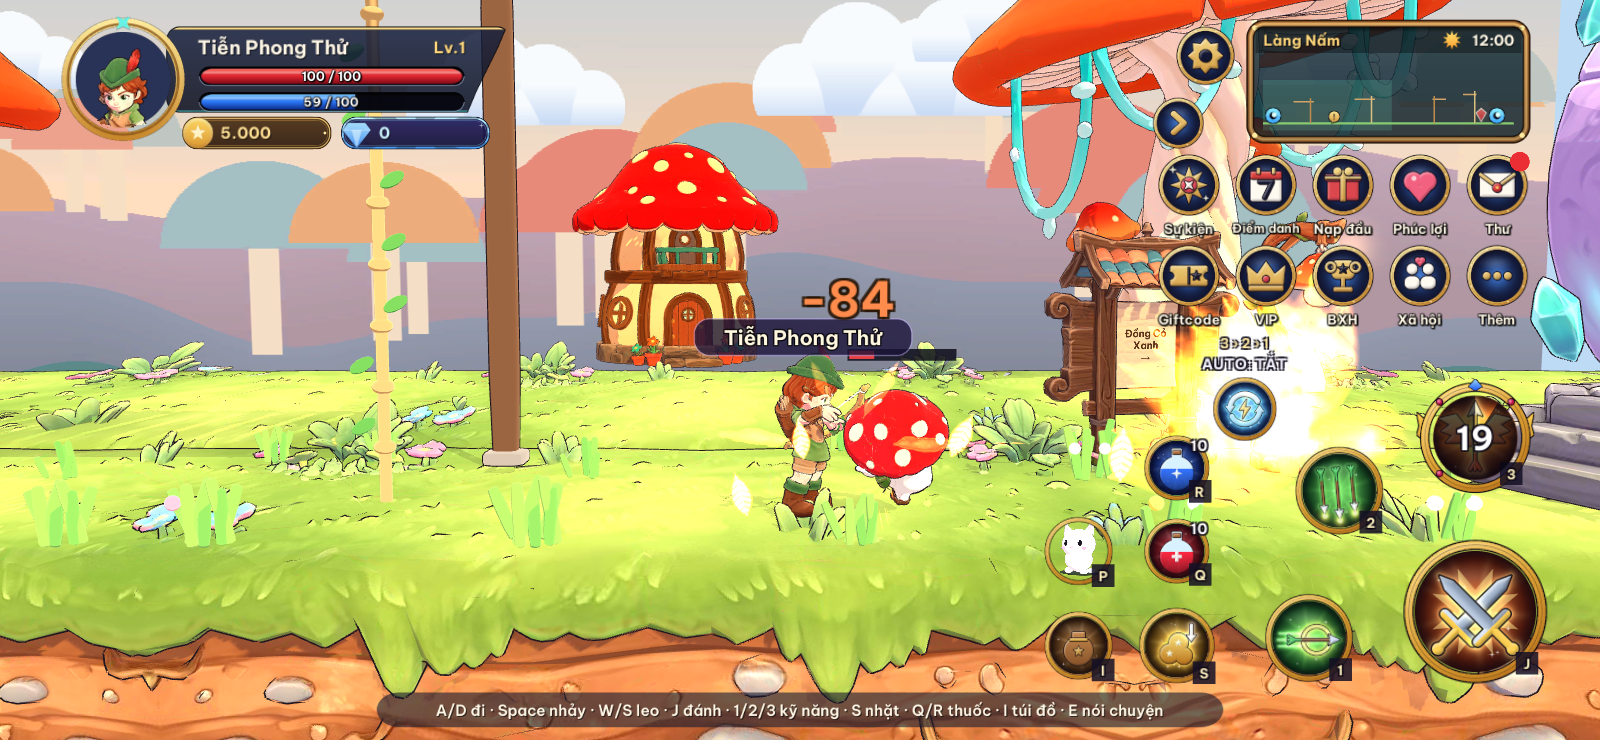 Tiễn Phong Thử
Lv.1
100 / 100
59 / 100
5.000
0
Làng Nấm
12:00
7
Sự kiện
Điểm danh
Nạp đầu
Phúc lợi
Thư
Giftcode
VIP
BXH
Xã hội
Thêm
-84
Tiễn Phong Thử
Đồng Cỏ
Xanh
→
3›2›1
AUTO: TẮT
19
3
10
R
2
10
Q
P
I
S
1
J
A/D đi · Space nhảy · W/S leo · J đánh · 1/2/3 kỹ năng · S nhặt · Q/R thuốc · I túi đồ · E nói chuyện